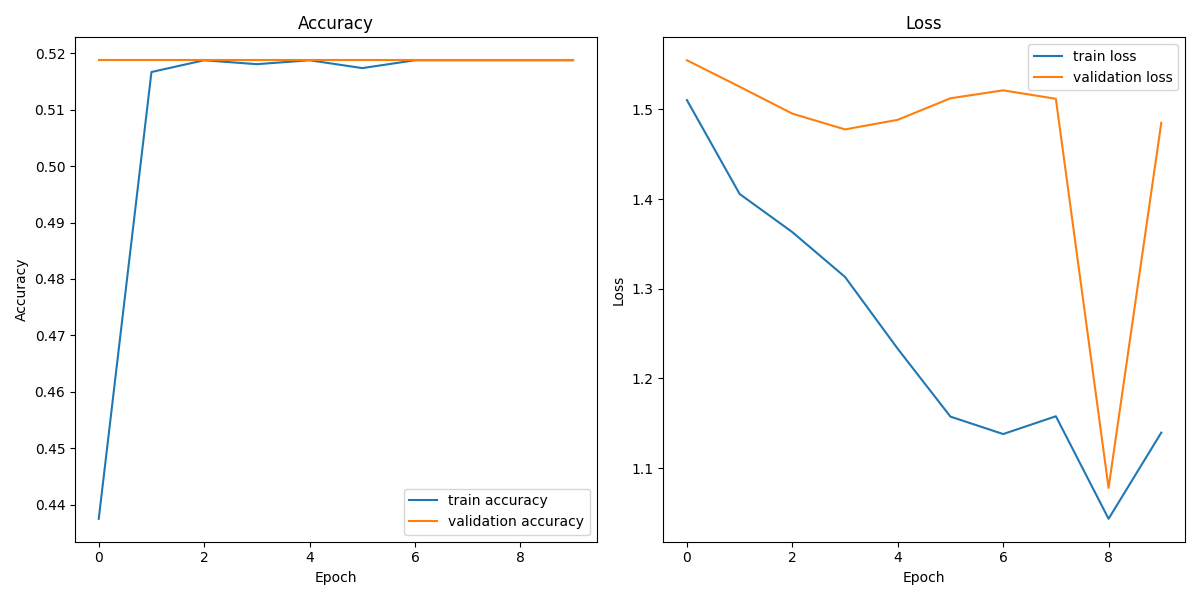 Accuracy
0.52
0.51
0.50
0.49
0.48
0.47
0.46
0.45
0.44
Accuracy
train accuracy
validation accuracy
0 2 4 6 8
Epoch
Loss
train loss
validation loss
1.5
1.4
1.3
1.2
1.1
Loss
0 2 4 6 8
Epoch